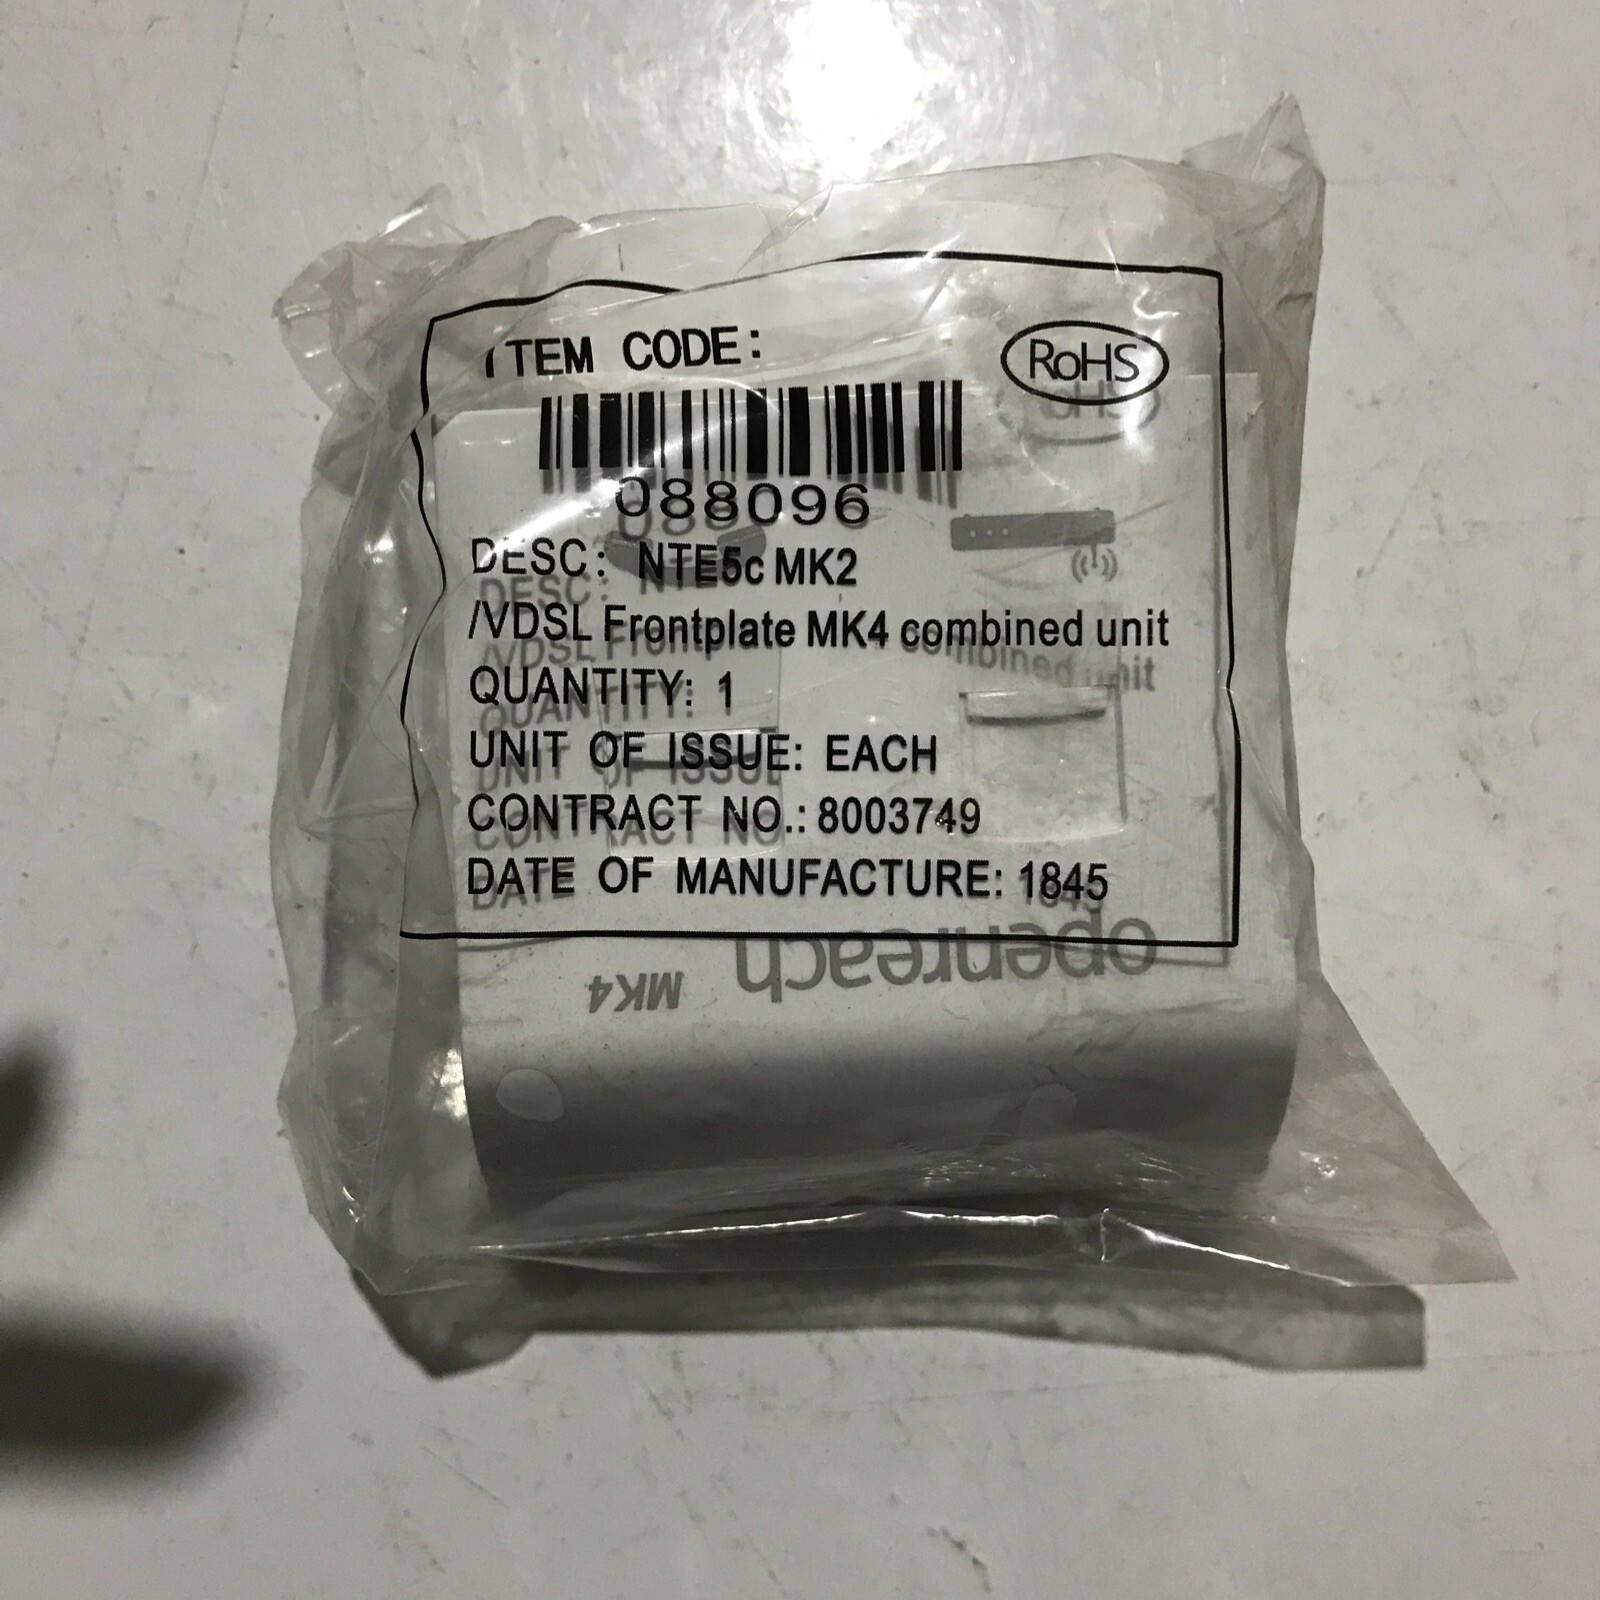 ITEM CODE:
RoHS
088096
DESC: NTE5c MK2
/VDSL Frontplate MK4 combined unit
QUANTITY: 1
UNIT OF ISSUE: EACH
CONTRACT NO.: 8003749
DATE OF MANUFACTURE: 1845
openreach
MK4